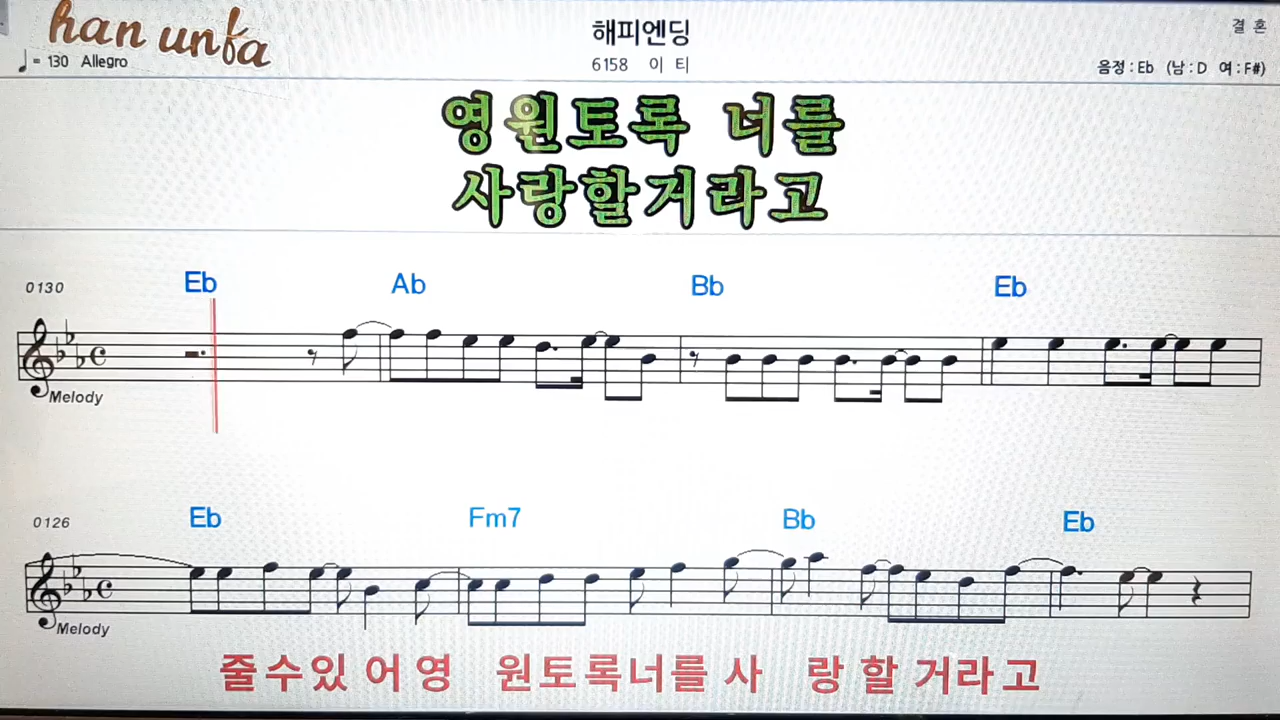 han unfa
♩= 130 Allegro
해피엔딩
6158 이 티
결 혼
음정 : Eb (남 : D 여 : F#)
영원토록 너를
사랑할거라고
0130 Eb Ab Bb Eb
Melody
0126 Eb Fm7 Bb Eb
Melody
줄수있 어 영 원토록너를 사 랑 할 거라고